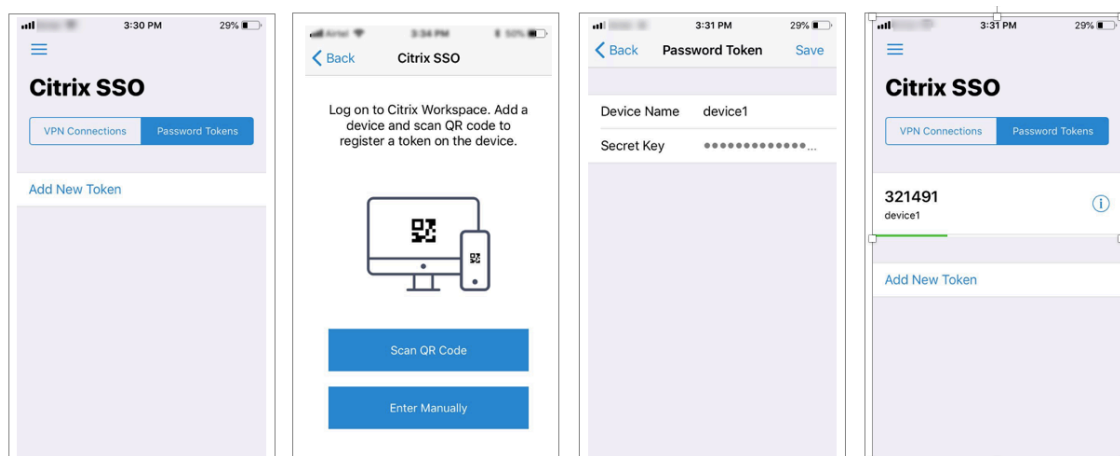 3:30 PM
29%
Citrix SSO
VPN Connections
Password Tokens
Add New Token
3:34 PM
50%
Back
Citrix SSO
Log on to Citrix Workspace. Add a
device and scan QR code to
register a token on the device.
Scan QR Code
Enter Manually
3:31 PM
29%
Back
Password Token
Save
Device Name device1
Secret Key ●●●●●●●●●●●●●...
3:31 PM
29%
Citrix SSO
VPN Connections
Password Tokens
321491
device1
Add New Token